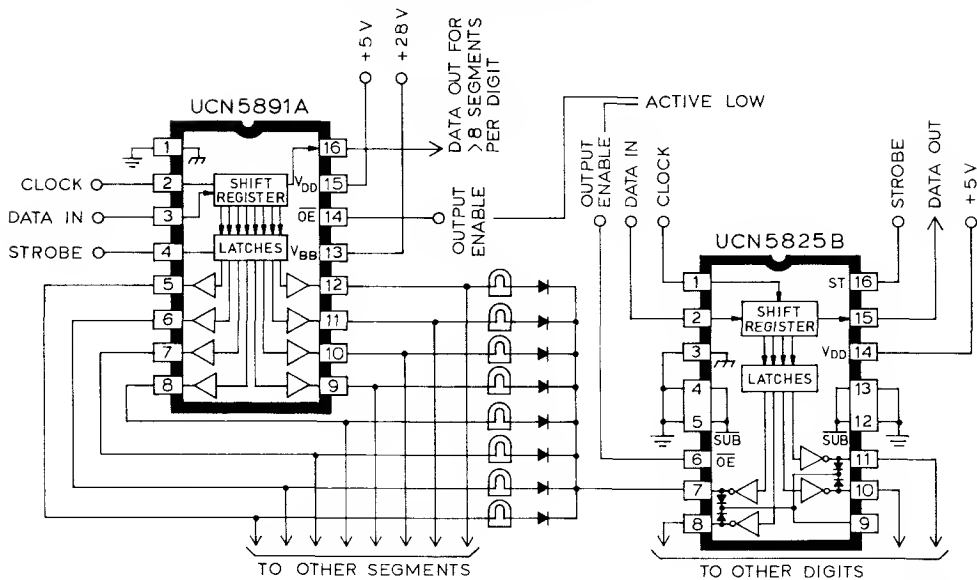 +5V
+28V
DATA OUT FOR
>8 SEGMENTS
PER DIGIT
UCN5891A
ACTIVE LOW
1
16
CLOCK
2
SHIFT
REGISTER
VDD
15
DATA IN
3
OE
14
OUTPUT
ENABLE
STROBE
4
LATCHES
VBB
13
5
12
6
11
7
10
8
9
TO OTHER SEGMENTS
OUTPUT
ENABLE
DATA IN
CLOCK
STROBE
DATA OUT
+5V
UCN5825B
1
ST
16
2
SHIFT
REGISTER
15
3
VDD
14
4
LATCHES
13
5
SUB
SUB
12
6
OE
11
7
10
8
9
TO OTHER DIGITS